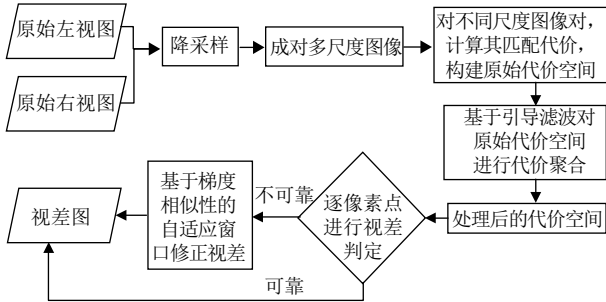 原始左视图
原始右视图
降采样
成对多尺度图像
对不同尺度图像对，
计算其匹配代价，
构建原始代价空间
基于引导滤波对
原始代价空间
进行代价聚合
处理后的代价空间
逐像素点
进行视差
判定
不可靠
可靠
基于梯度
相似性的
自适应窗
口修正视差
视差图